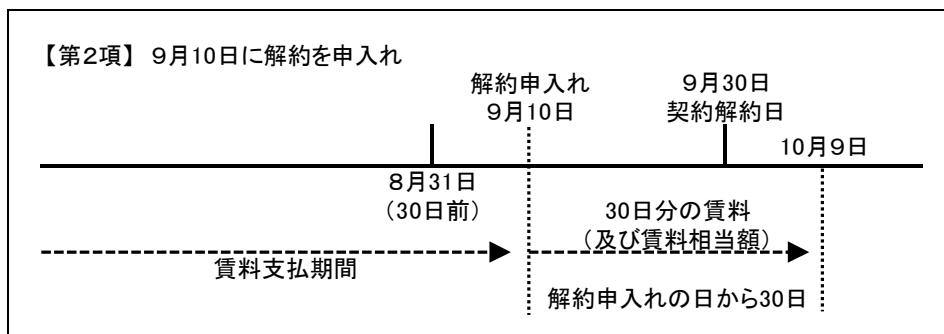 【第２項】 ９月10日に解約を申入れ
解約申入れ
９月10日
９月30日
契約解約日
10月９日
８月31日
（30日前）
30日分の賃料
（及び賃料相当額）
賃料支払期間
解約申入れの日から30日